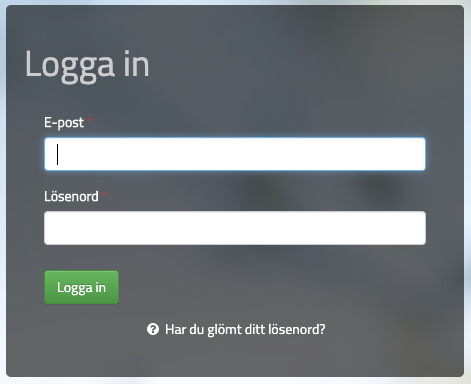 Logga in
E-post *
Lösenord *
Logga in
Har du glömt ditt lösenord?